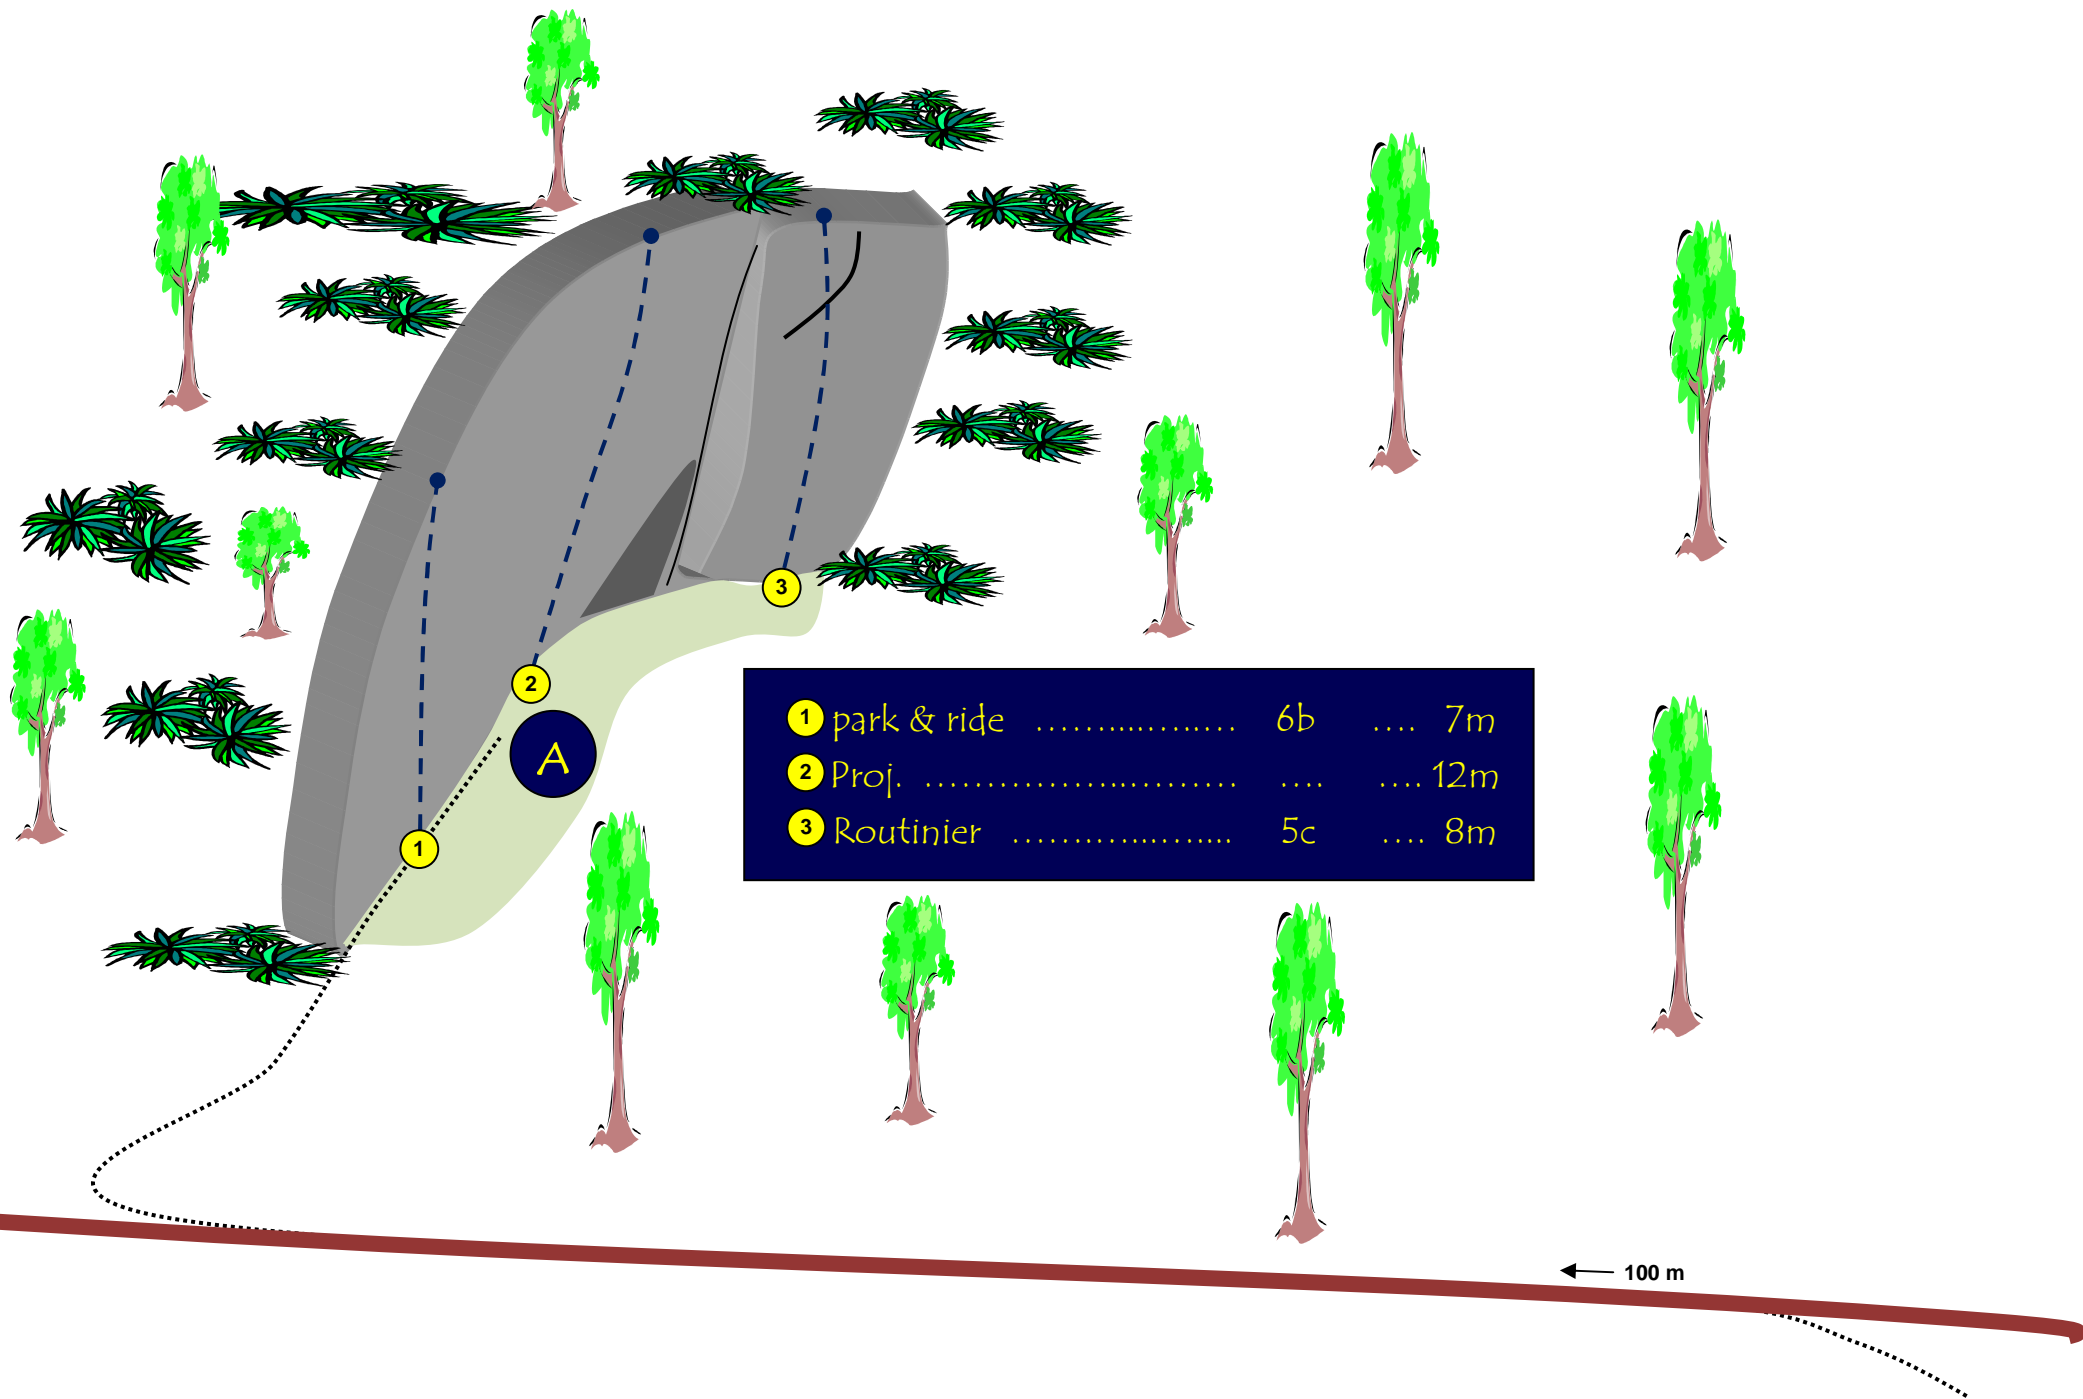 3
2
A
1
1 park & ride ........................ 6b .... 7m
2 Proj. .................................... .... .... 12m
3 Routinier ......................... 5c .... 8m
100 m